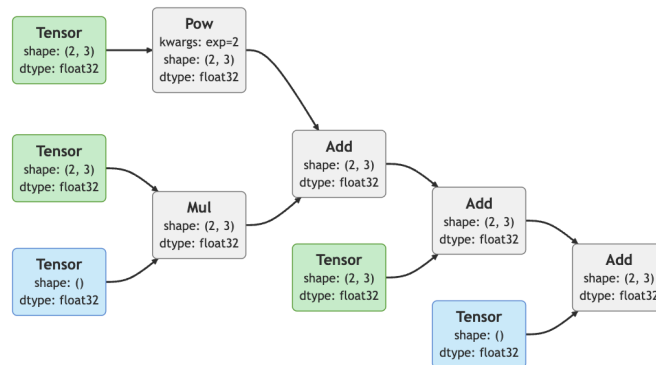 Tensor
shape: (2, 3)
dtype: float32
Pow
kwargs: exp=2
shape: (2, 3)
dtype: float32
Tensor
shape: (2, 3)
dtype: float32
Tensor
shape: ()
dtype: float32
Mul
shape: (2, 3)
dtype: float32
Add
shape: (2, 3)
dtype: float32
Tensor
shape: (2, 3)
dtype: float32
Add
shape: (2, 3)
dtype: float32
Tensor
shape: ()
dtype: float32
Add
shape: (2, 3)
dtype: float32